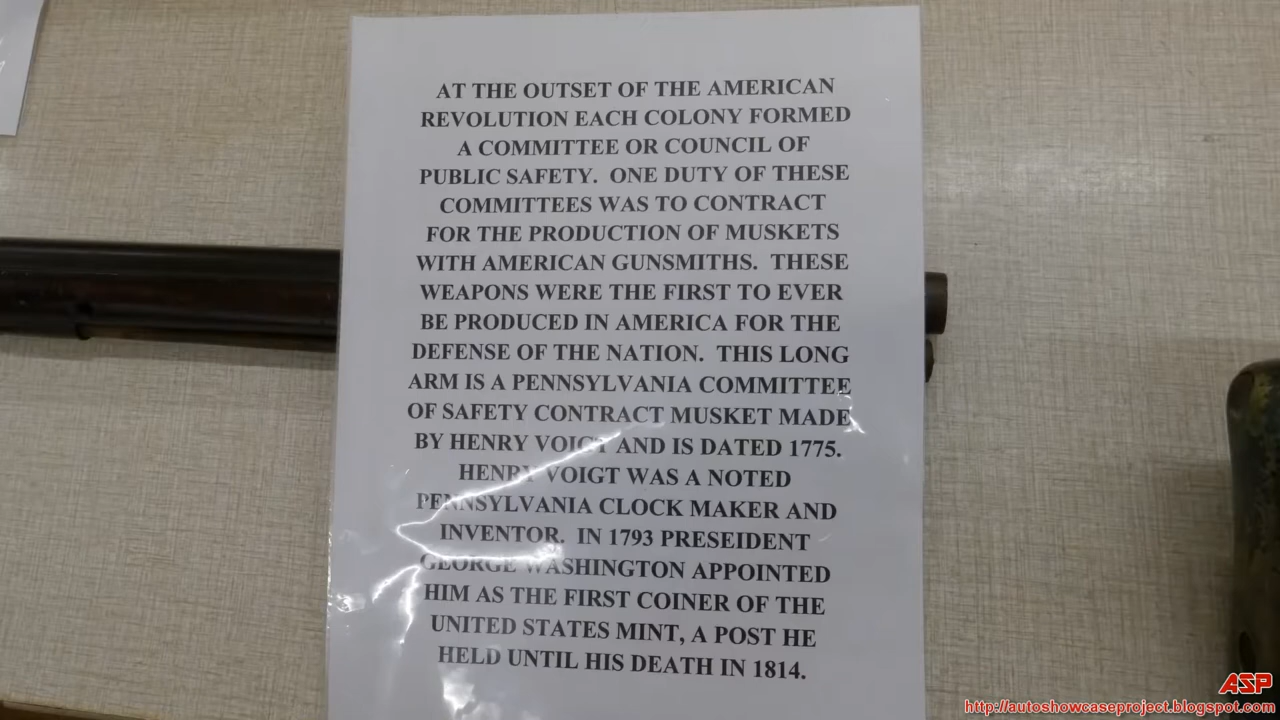 AT THE OUTSET OF THE AMERICAN
REVOLUTION EACH COLONY FORMED
A COMMITTEE OR COUNCIL OF
PUBLIC SAFETY. ONE DUTY OF THESE
COMMITTEES WAS TO CONTRACT
FOR THE PRODUCTION OF MUSKETS
WITH AMERICAN GUNSMITHS. THESE
WEAPONS WERE THE FIRST TO EVER
BE PRODUCED IN AMERICA FOR THE
DEFENSE OF THE NATION. THIS LONG
ARM IS A PENNSYLVANIA COMMITTEE
OF SAFETY CONTRACT MUSKET MADE
BY HENRY VOIGT AND IS DATED 1775.
HENRY VOIGT WAS A NOTED
PENNSYLVANIA CLOCK MAKER AND
INVENTOR. IN 1793 PRESEIDENT
GEORGE WASHINGTON APPOINTED
HIM AS THE FIRST COINER OF THE
UNITED STATES MINT, A POST HE
HELD UNTIL HIS DEATH IN 1814.
ASP
http://autoshowcaseproject.blogspot.com